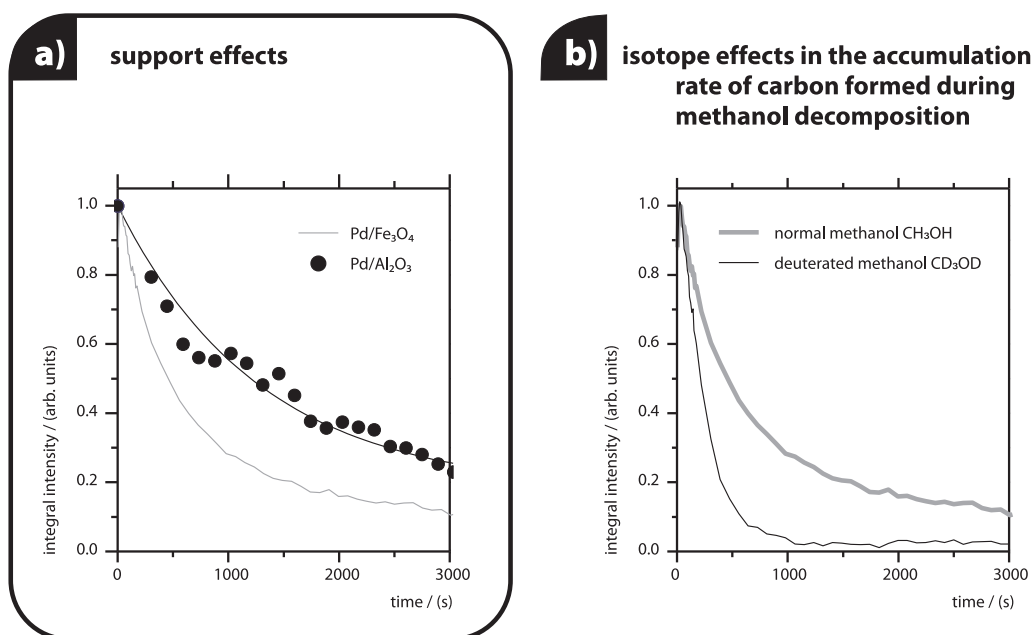 a)
support effects
1.0
0.8
0.6
0.4
0.2
0.0
integral intensity / (arb. units)
Pd/Fe₃O₄
Pd/Al₂O₃
0
1000
2000
3000
time / (s)
b)
isotope effects in the accumulation
rate of carbon formed during
methanol decomposition
1.0
0.8
0.6
0.4
0.2
0.0
integral intensity / (arb. units)
normal methanol CH₃OH
deuterated methanol CD₃OD
0
1000
2000
3000
time / (s)